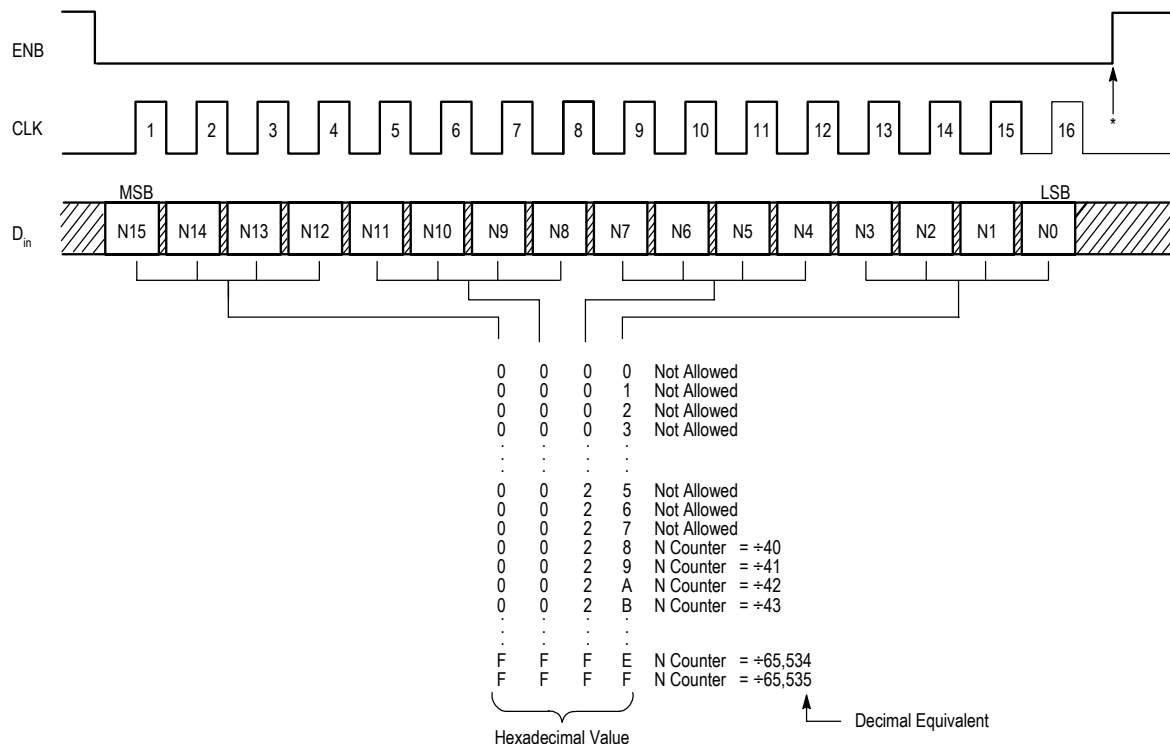 ENB
CLK 1 2 3 4 5 6 7 8 9 10 11 12 13 14 15 16 *
MSB LSB
Din N15 N14 N13 N12 N11 N10 N9 N8 N7 N6 N5 N4 N3 N2 N1 N0
0 0 0 0 Not Allowed
0 0 0 1 Not Allowed
0 0 0 2 Not Allowed
0 0 0 3 Not Allowed
. . . .
. . . .
. . . .
0 0 2 5 Not Allowed
0 0 2 6 Not Allowed
0 0 2 7 Not Allowed
0 0 2 8 N Counter = ÷40
0 0 2 9 N Counter = ÷41
0 0 2 A N Counter = ÷42
0 0 2 B N Counter = ÷43
. . . .
. . . .
. . . .
F F F E N Counter = ÷65,534
F F F F N Counter = ÷65,535
Decimal Equivalent
Hexadecimal Value